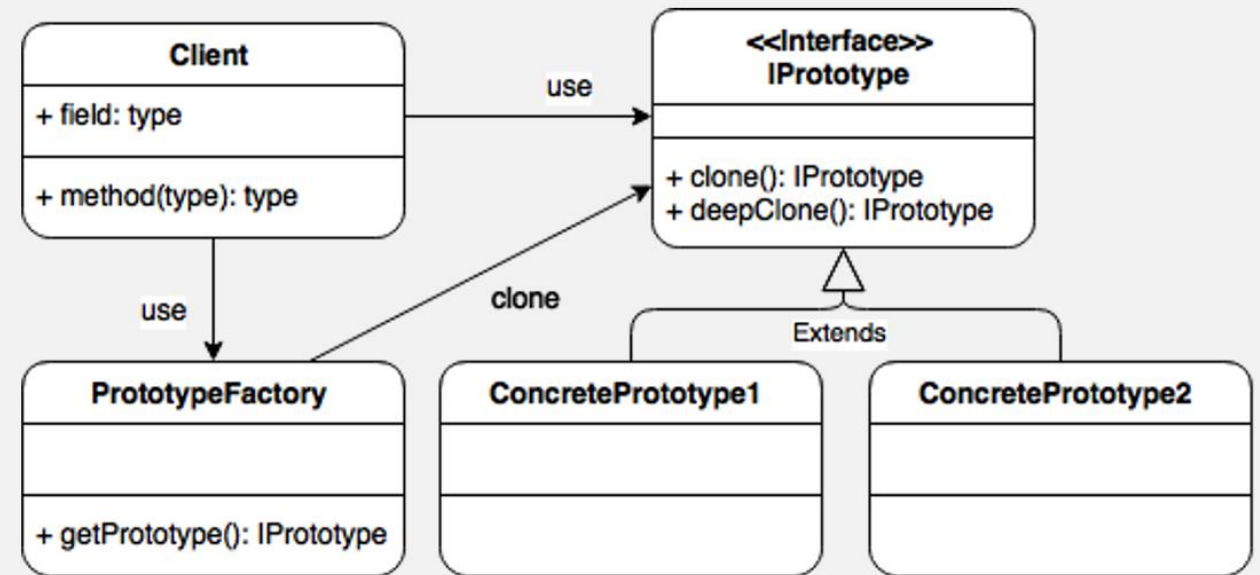 Client
+ field: type
+ method(type): type
use
<<Interface>>
IPrototype
+ clone(): IPrototype
+ deepClone(): IPrototype
use
clone
Extends
PrototypeFactory
+ getPrototype(): IPrototype
ConcretePrototype1
ConcretePrototype2